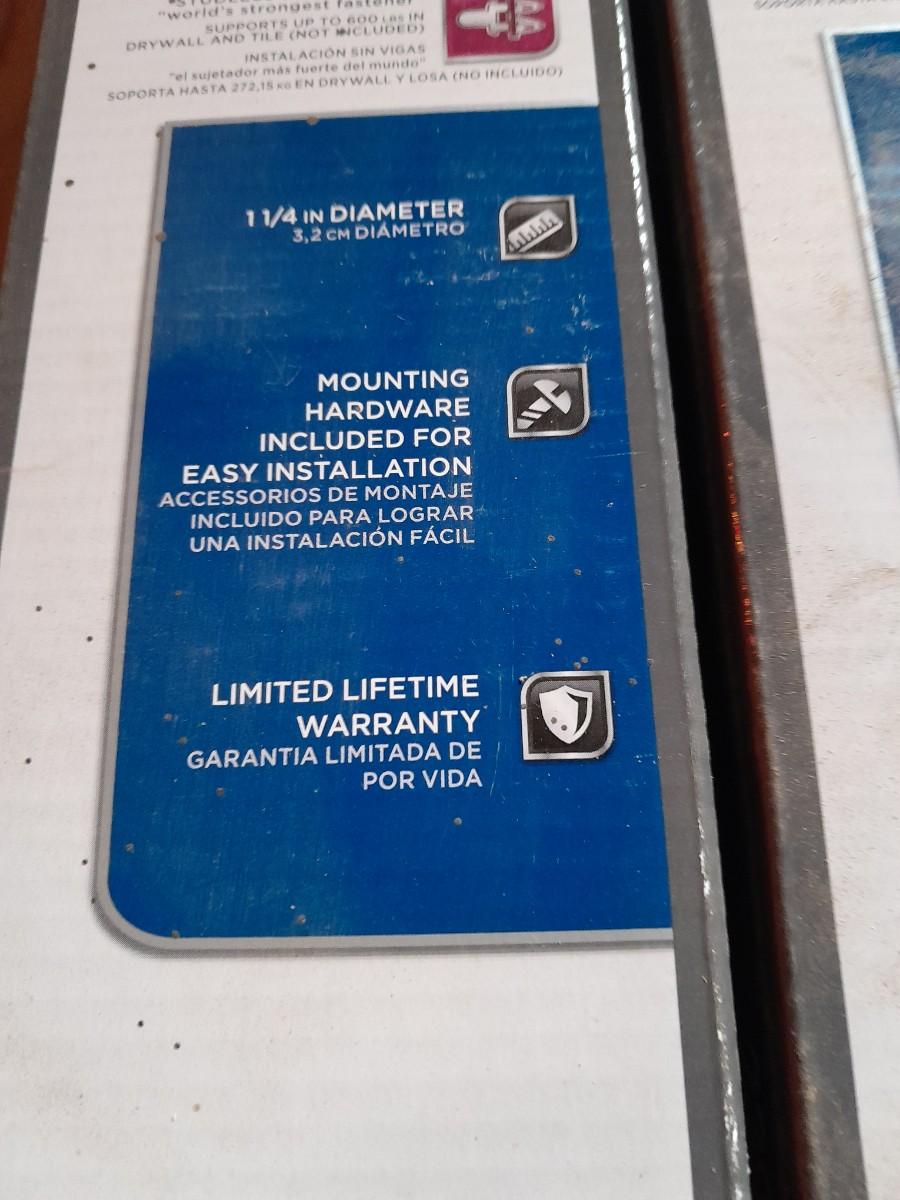 "world's strongest fastener"
SUPPORTS UP TO 600 LBS IN
DRYWALL AND TILE (NOT INCLUDED)
INSTALACIÓN SIN VIGAS
"el sujetador más fuerte del mundo"
SOPORTA HASTA 272,15 KG EN DRYWALL Y LOSA (NO INCLUIDO)
1 1/4 IN DIAMETER
3,2 CM DIÁMETRO
MOUNTING
HARDWARE
INCLUDED FOR
EASY INSTALLATION
ACCESSORIOS DE MONTAJE
INCLUIDO PARA LOGRAR
UNA INSTALACIÓN FÁCIL
LIMITED LIFETIME
WARRANTY
GARANTIA LIMITADA DE
POR VIDA